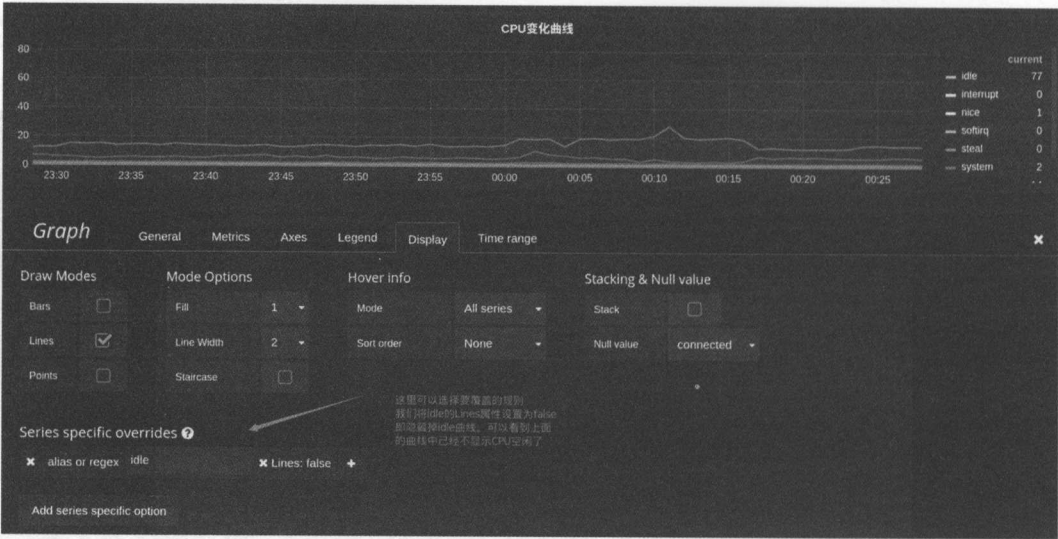 CPU变化曲线
80
60
40
20
0
23:30 23:35 23:40 23:45 23:50 23:55 00:00 00:05 00:10 00:15 00:20 00:25
current
idle 77
interrupt 0
nice 1
softirq 0
steal 0
system 2
Graph General Metrics Axes Legend Display Time range
Draw Modes Mode Options Hover info Stacking & Null value
Bars Fill 1 Mode All series Stack
Lines Line Width 2 Sort order None Null value connected
Points Staircase
这里可以选择要覆盖的规则
我们将idle的Lines属性设置为false
即隐藏掉idle曲线，可以看到上面
的曲线中已经不显示CPU空闲了
Series specific overrides
alias or regex idle Lines: false +
Add series specific option